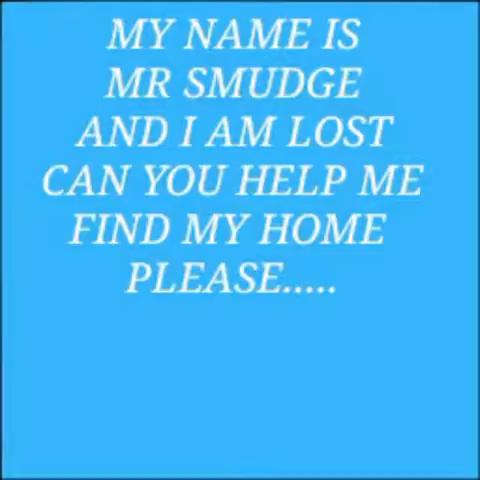 MY NAME IS
MR SMUDGE
AND I AM LOST
CAN YOU HELP ME
FIND MY HOME
PLEASE.....